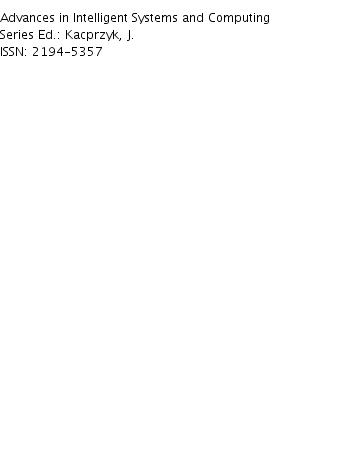 Advances in Intelligent Systems and Computing
Series Ed.: Kacprzyk, J.
ISSN: 2194-5357